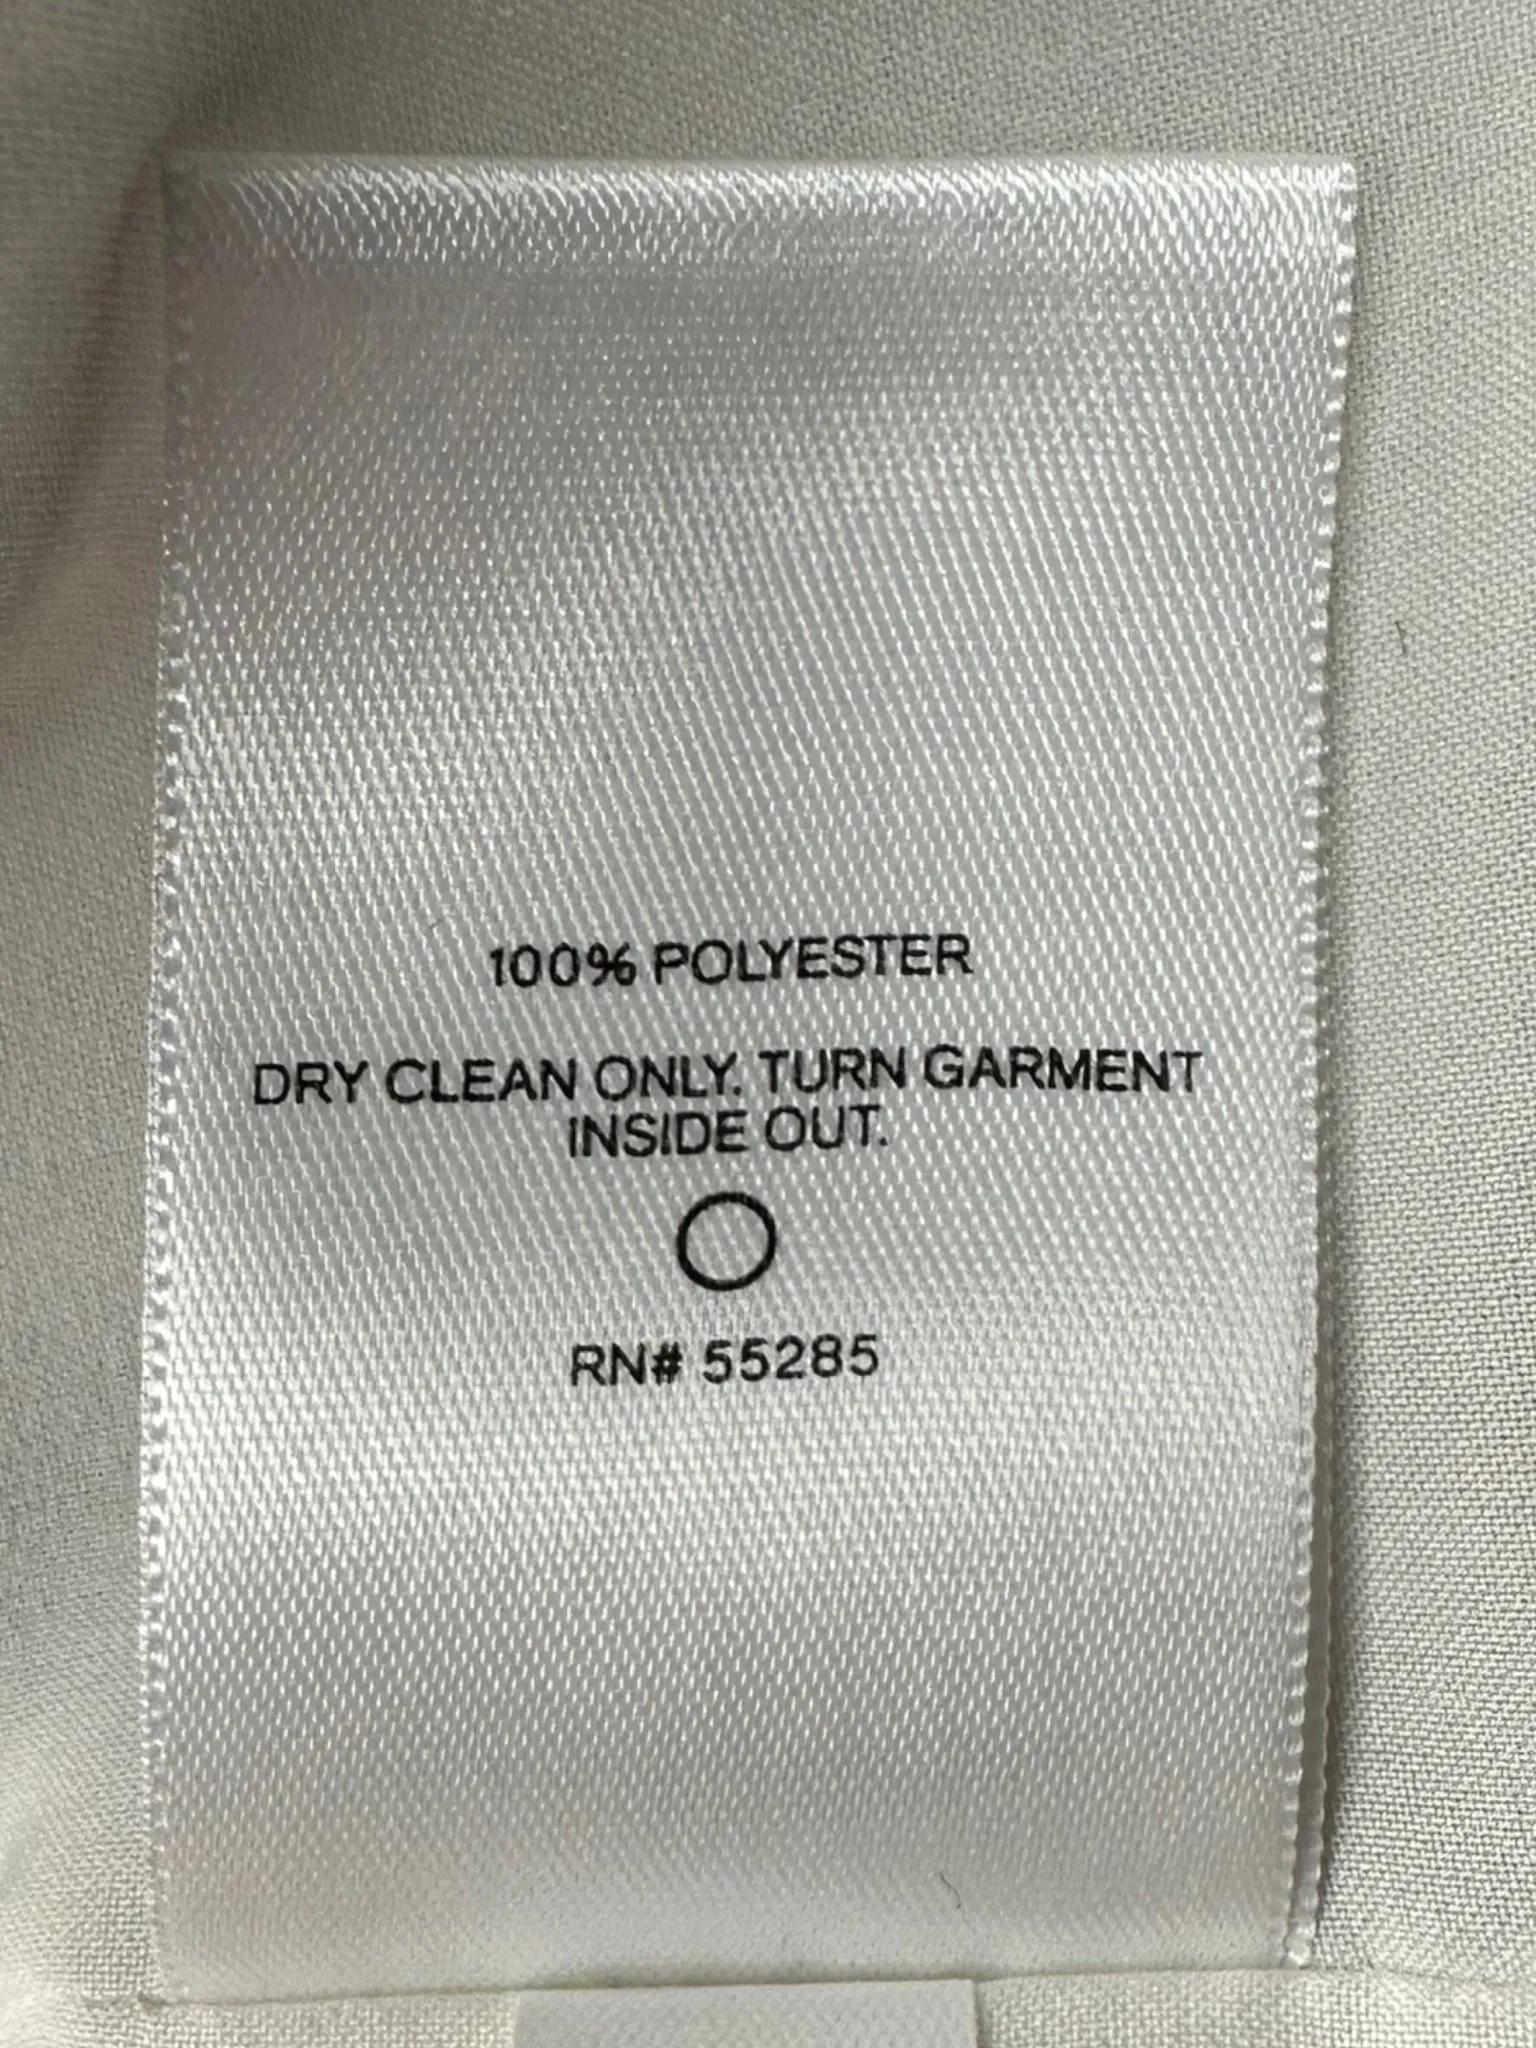 100% POLYESTER
DRY CLEAN ONLY. TURN GARMENT
INSIDE OUT.
RN# 55285